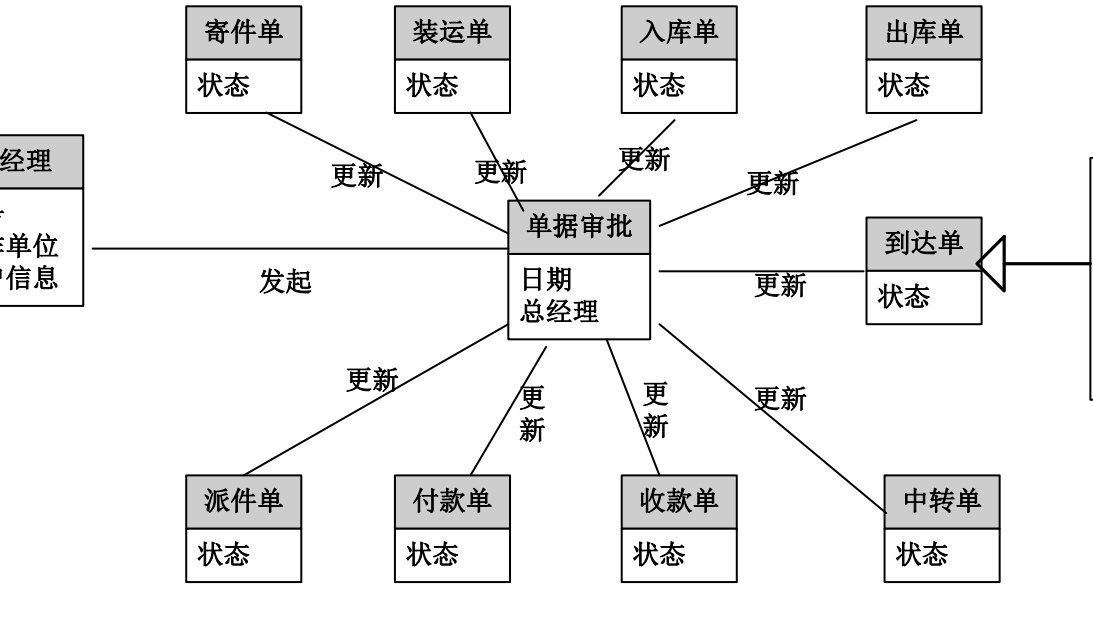 寄件单
状态
装运单
状态
入库单
状态
出库单
状态
更新
更新
更新
更新
经理
单位
信息
发起
单据审批
日期
总经理
到达单
状态
更新
更新
更
新
更
新
更新
派件单
状态
付款单
状态
收款单
状态
中转单
状态